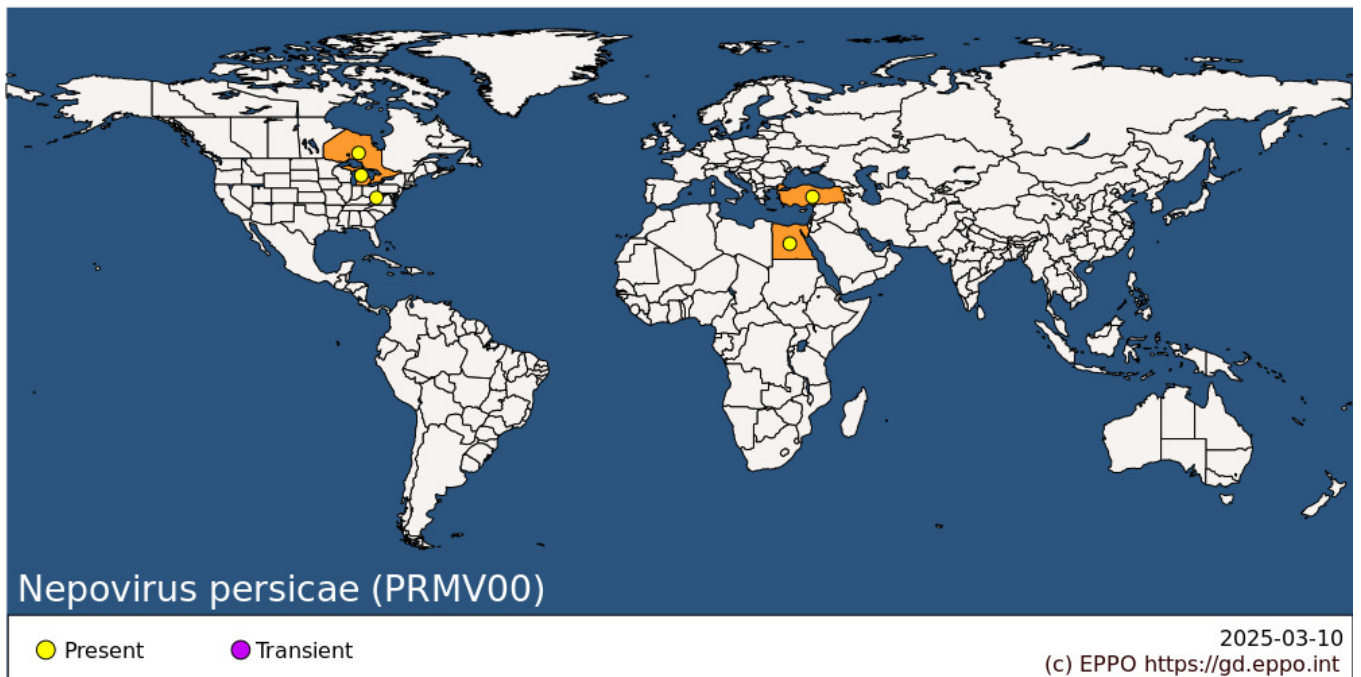 Nepovirus persicae (PRMV00)
Present
Transient
2025-03-10
(c) EPPO https://gd.eppo.int